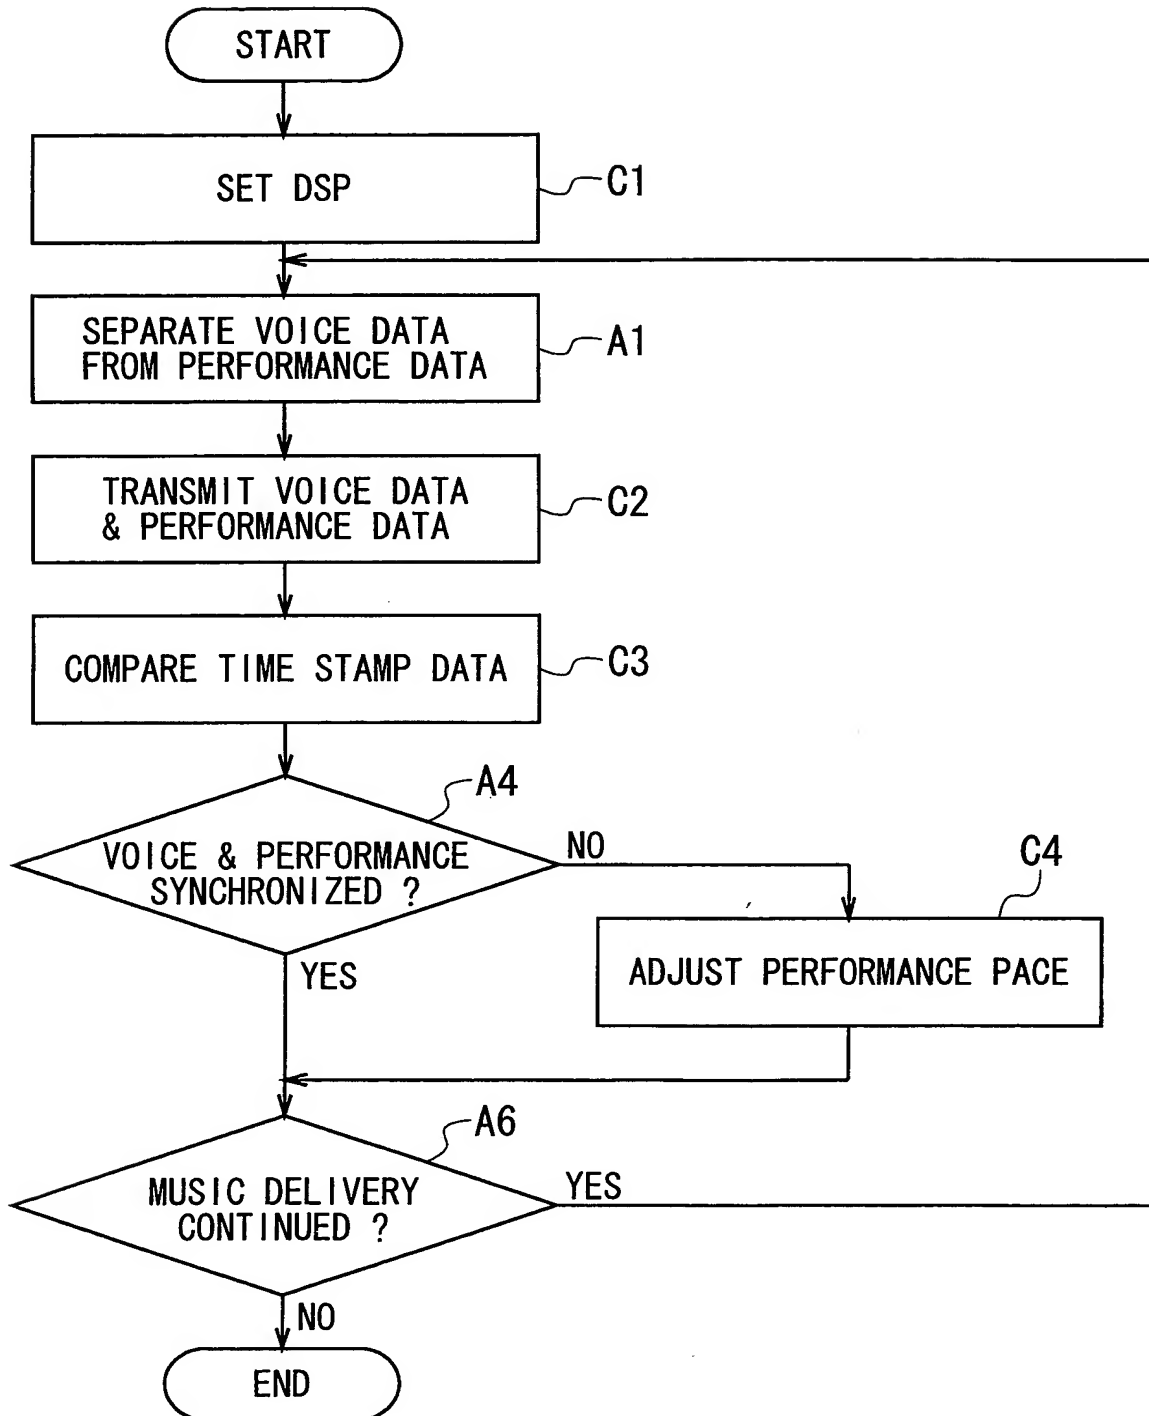 START
SET DSP
C1
SEPARATE VOICE DATA
FROM PERFORMANCE DATA
A1
TRANSMIT VOICE DATA
& PERFORMANCE DATA
C2
COMPARE TIME STAMP DATA
C3
A4
VOICE & PERFORMANCE
SYNCHRONIZED ?
NO
C4
YES
ADJUST PERFORMANCE PACE
A6
MUSIC DELIVERY
CONTINUED ?
YES
NO
END